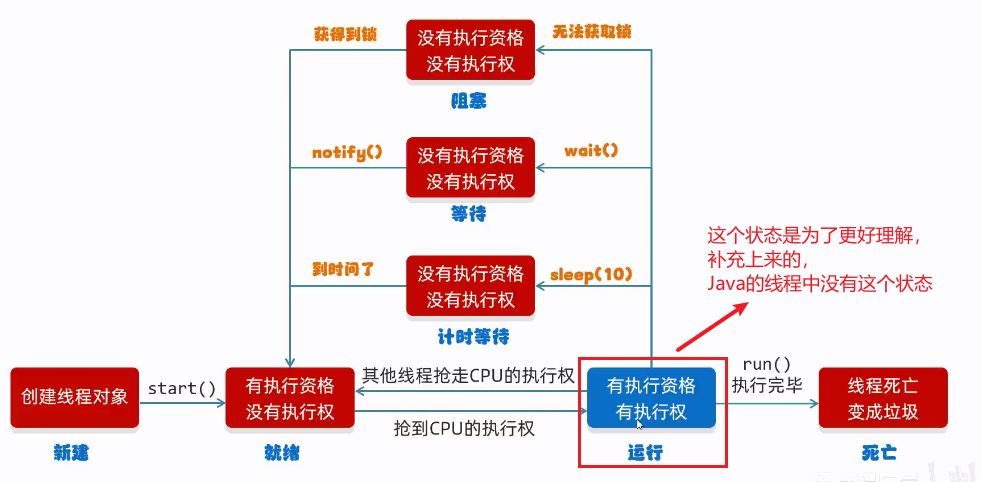 获得到锁
没有执行资格
没有执行权
无法获取锁
阻塞
notify()
没有执行资格
没有执行权
wait()
等待
到时间了
没有执行资格
没有执行权
sleep(10)
计时等待
这个状态是为了更好理解,
补充上来的,
Java的线程中没有这个状态
创建线程对象
新建
start()
有执行资格
没有执行权
就绪
其他线程抢走CPU的执行权
抢到CPU的执行权
有执行资格
有执行权
运行
run()
执行完毕
线程死亡
变成垃圾
死亡